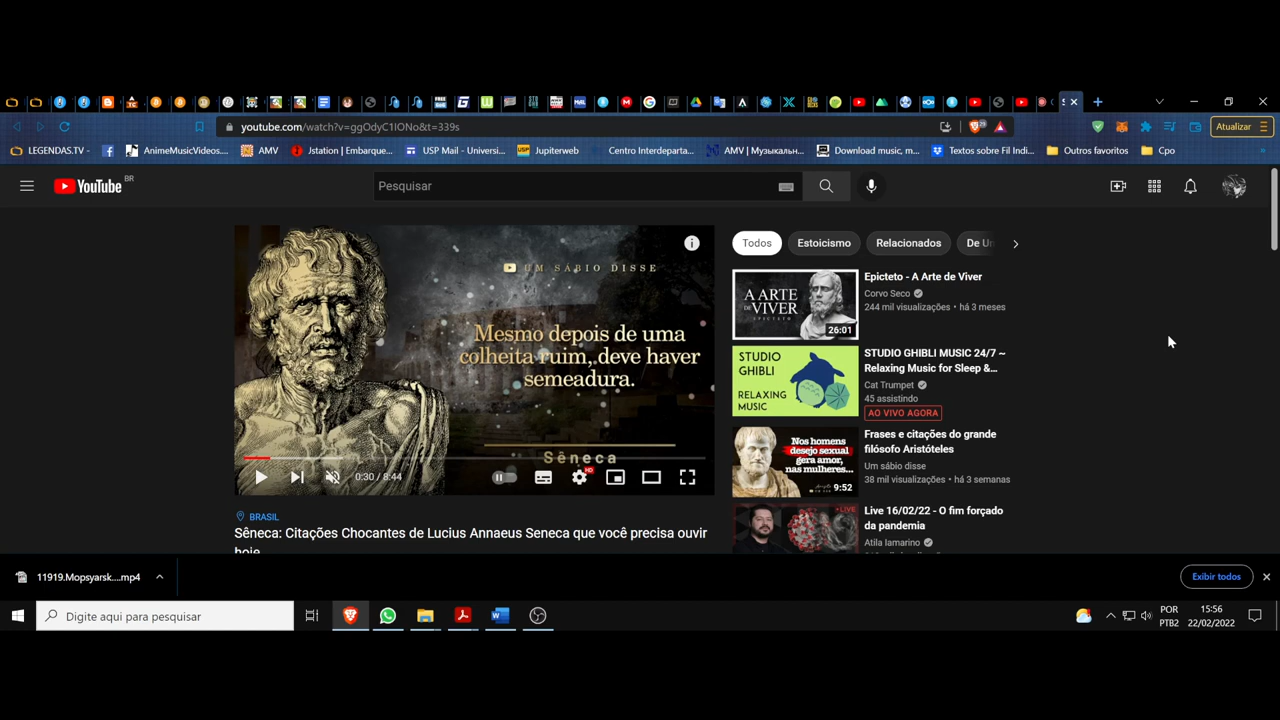 youtube.com/watch?v=ggOdyC1IONo&t=339s
Atualizar
LEGENDAS.TV -
AnimeMusicVideos...
AMV
Jstation | Embarque...
USP Mail - Universi...
Jupiterweb
Centro Interdeparta...
AMV | Музыкальн...
Download music, m...
Textos sobre Fil Indi...
Outros favoritos
Cpo
YouTube BR
Pesquisar
UM SÁBIO DISSE
Mesmo depois de uma
colheita ruim, deve haver
semeadura.
Sêneca
0:30 / 8:44
HD
BRASIL
Sêneca: Citações Chocantes de Lucius Annaeus Seneca que você precisa ouvir
hoje
Todos
Estoicismo
Relacionados
De Un
A ARTE
DE VIVER
EPICTETO
26:01
Epicteto - A Arte de Viver
Corvo Seco
244 mil visualizações • há 3 meses
STUDIO
GHIBLI
RELAXING
MUSIC
STUDIO GHIBLI MUSIC 24/7 ~
Relaxing Music for Sleep &...
Cat Trumpet
45 assistindo
AO VIVO AGORA
Nos homens
desejo sexual
gera amor,
nas mulheres...
9:52
Frases e citações do grande
filósofo Aristóteles
Um sábio disse
38 mil visualizações • há 3 semanas
LIVE
Live 16/02/22 - O fim forçado
da pandemia
Atila Iamarino
11919.Mopsyarsk....mp4
Exibir todos
Digite aqui para pesquisar
POR
PTB2
15:56
22/02/2022